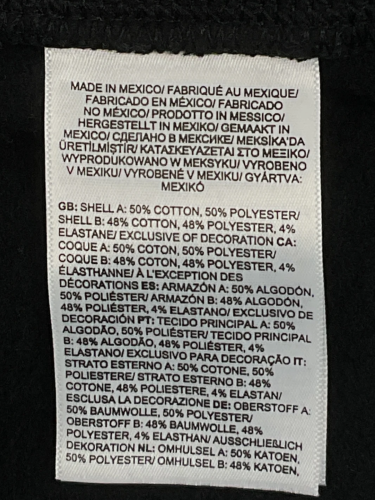 MADE IN MEXICO/ FABRIQUÉ AU MEXIQUE/
FABRICADO EN MÉXICO/ FABRICADO
NO MÉXICO/ PRODOTTO IN MESSICO/
HERGESTELLT IN MEXIKO/ GEMAAKT IN
MEXICO/ СДЕЛАНО В МЕКСИКЕ/ MEKSİKA'DA
ÜRETİLMİŞTİR/ ΚΑΤΑΣΚΕΥΑΖΕΤΑΙ ΣΤΟ ΜΕΞΙΚΟ/
WYPRODUKOWANO W MEKSYKU/ VYROBENO
V MEXIKU/ VYROBENÉ V MEXIKU/ GYÁRTVA:
MEXIKÓ
GB: SHELL A: 50% COTTON, 50% POLYESTER/
SHELL B: 48% COTTON, 48% POLYESTER, 4%
ELASTANE/ EXCLUSIVE OF DECORATION CA:
COQUE A: 50% COTON, 50% POLYESTER/
COQUE B: 48% COTON, 48% POLYESTER, 4%
ÉLASTHANNE/ À L'EXCEPTION DES
DÉCORATIONS ES: ARMAZÓN A: 50% ALGODÓN,
50% POLIÉSTER/ ARMAZÓN B: 48% ALGODÓN,
48% POLIÉSTER, 4% ELASTANO/ EXCLUSIVO DE
DECORACIÓN PT: TECIDO PRINCIPAL A: 50%
ALGODÃO, 50% POLIÉSTER/ TECIDO PRINCIPAL
B: 48% ALGODÃO, 48% POLIÉSTER, 4%
ELASTANO/ EXCLUSIVO PARA DECORAÇÃO IT:
STRATO ESTERNO A: 50% COTONE, 50%
POLIESTERE/ STRATO ESTERNO B: 48%
COTONE, 48% POLIESTERE, 4% ELASTAN/
ESCLUSA LA DECORAZIONE DE: OBERSTOFF A:
50% BAUMWOLLE, 50% POLYESTER/
OBERSTOFF B: 48% BAUMWOLLE, 48%
POLYESTER, 4% ELASTHAN/ AUSSCHLIEẞLICH
DEKORATION NL: OMHULSEL A: 50% KATOEN,
50% POLYESTER/ OMHULSEL B: 48% KATOEN,